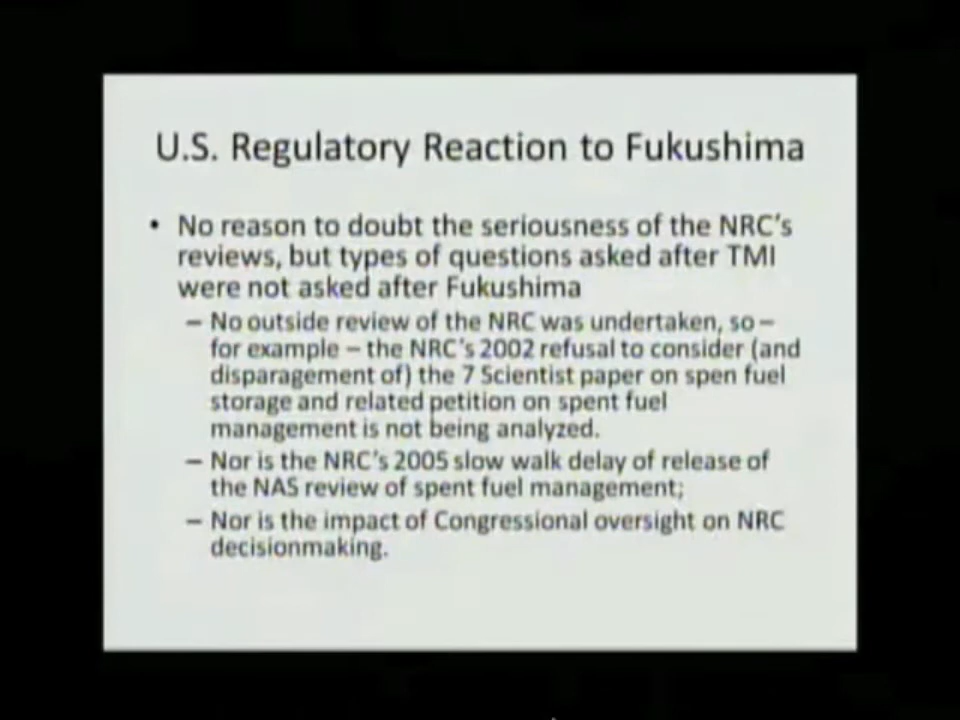 U.S. Regulatory Reaction to Fukushima
• No reason to doubt the seriousness of the NRC's
reviews, but types of questions asked after TMI
were not asked after Fukushima
– No outside review of the NRC was undertaken, so –
for example – the NRC's 2002 refusal to consider (and
disparagement of) the 7 Scientist paper on spen fuel
storage and related petition on spent fuel
management is not being analyzed.
– Nor is the NRC's 2005 slow walk delay of release of
the NAS review of spent fuel management;
– Nor is the impact of Congressional oversight on NRC
decisionmaking.